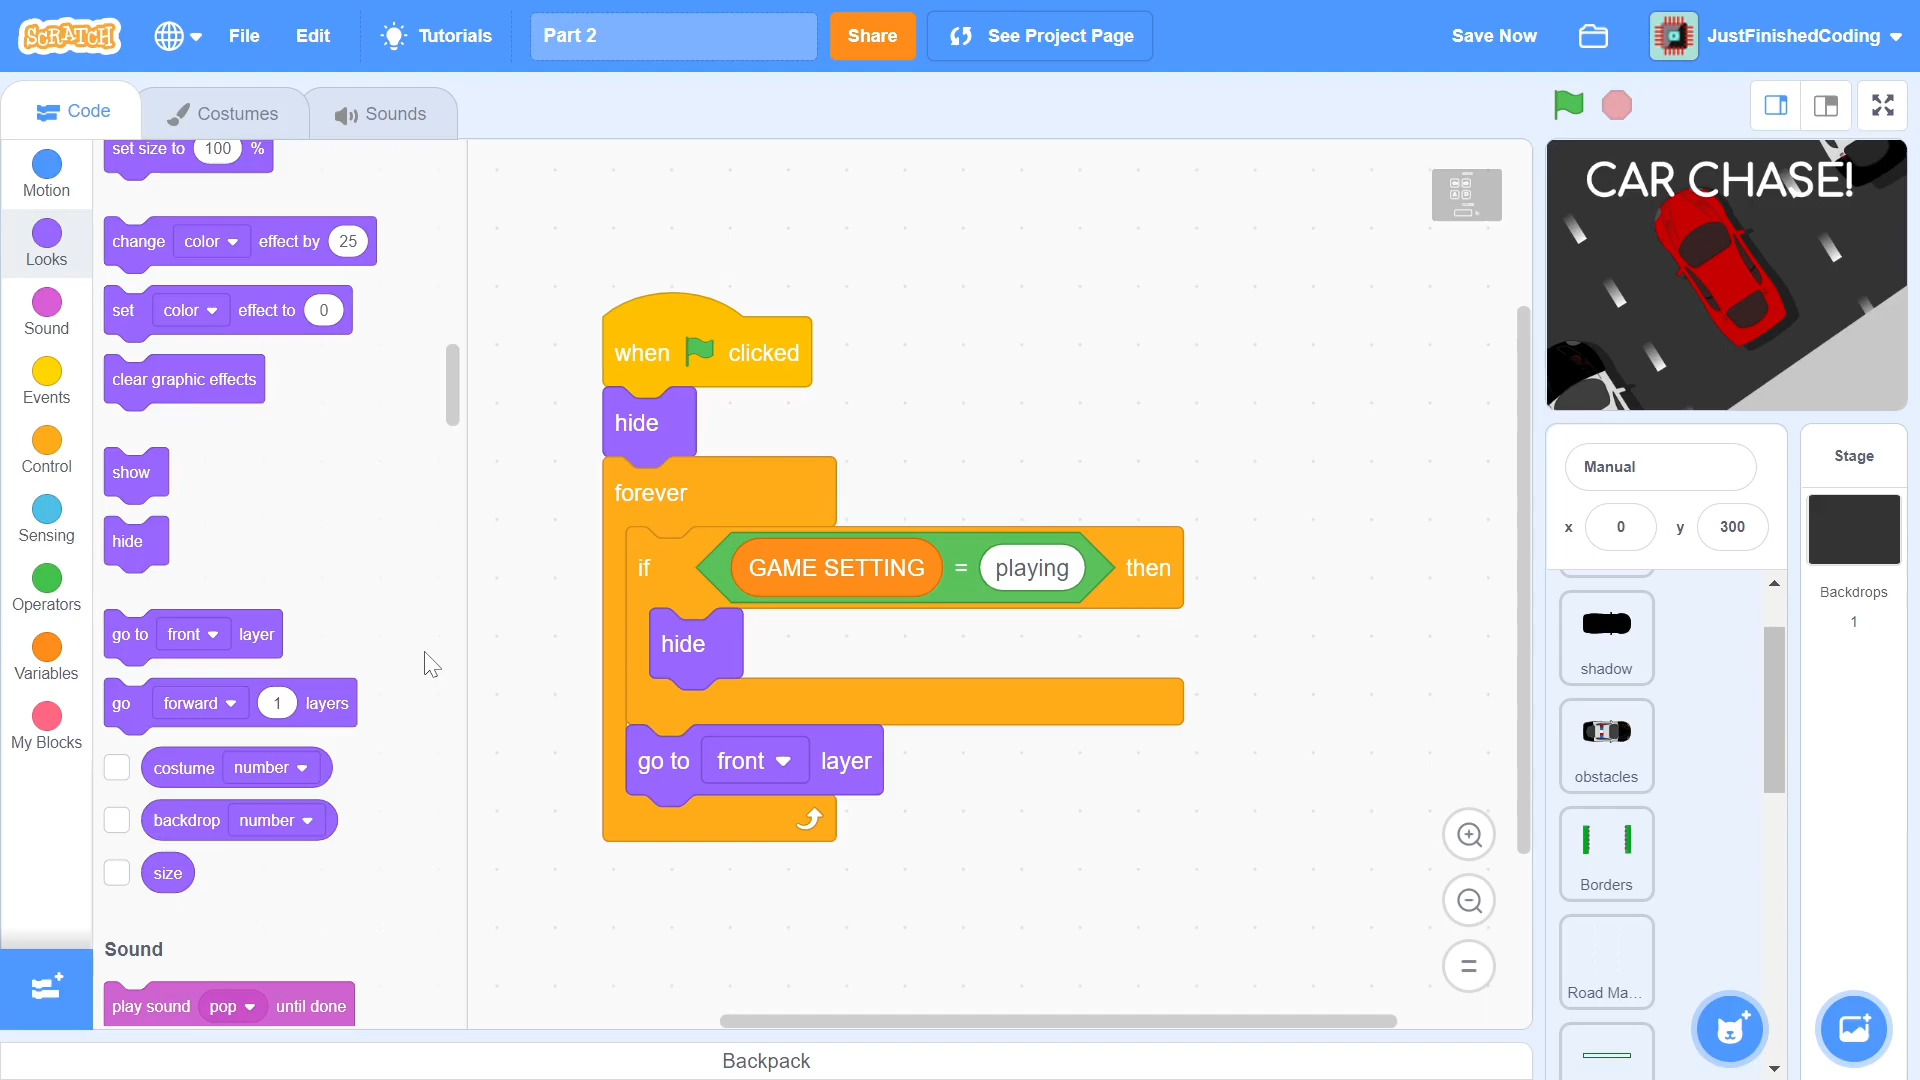 SCRATCH
File
Edit
Tutorials
Part 2
Share
See Project Page
Save Now
JustFinishedCoding
Code
Costumes
Sounds
Motion
Looks
Sound
Events
Control
Sensing
Operators
Variables
My Blocks
set size to 100 %
change color effect by 25
set color effect to 0
clear graphic effects
show
hide
go to front layer
go forward 1 layers
costume number
backdrop number
size
Sound
play sound pop until done
when clicked
hide
forever
if GAME SETTING = playing then
hide
go to front layer
CAR CHASE!
Manual
x 0 y 300
shadow
obstacles
Borders
Road Ma...
Stage
Backdrops
1
Backpack